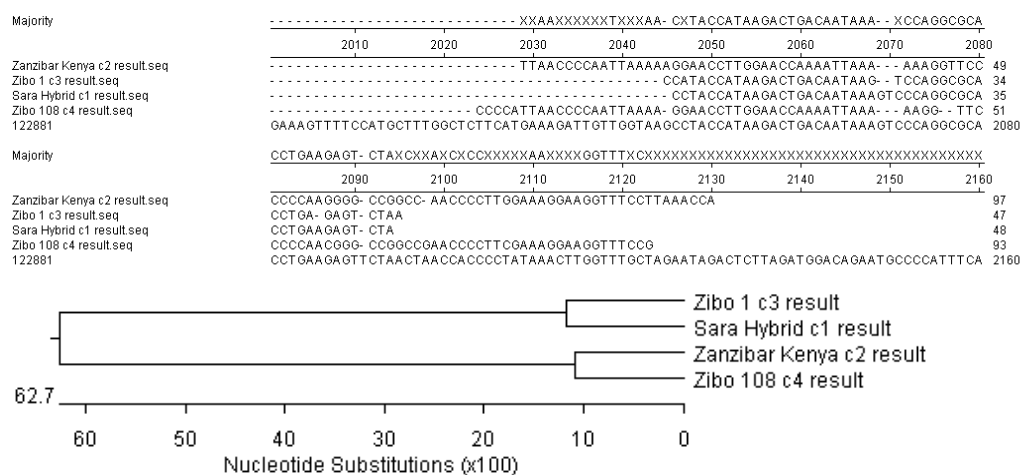 Majority - - - - - - - - - - - - - - - - - - - - - - - - - - - - XXAAXXXXXXTXXXAA- CXTACCATAAGACTGACAATAAA- - XCCAGGCGCA
2010 2020 2030 2040 2050 2060 2070 2080
Zanzibar Kenya c2 result.seq - - - - - - - - - - - - - - - - - - - - - - - - - - - - TTAACCCCAATTAAAAAGGAACCTTGGAACCAAAATTAAA- - - AAAGGTTCC 49
Zibo 1 c3 result.seq - - - - - - - - - - - - - - - - - - - - - - - - - - - - - - - - - - - - - - - - - - - - CCATACCATAAGACTGACAATAAG- - TCCAGGCGCA 34
Sara Hybrid c1 result.seq - - - - - - - - - - - - - - - - - - - - - - - - - - - - - - - - - - - - - - - - - - - - - CCTACCATAAGACTGACAATAAAGTCCCAGGCGCA 35
Zibo 108 c4 result.seq - - - - - - - - - - - - - - - - - - - - - - - CCCCATTAACCCCAATTAAAA- GGAACCTTGGAACCAAAATTAAA- - - AAGG- - TTC 51
122881 GAAAGTTTTCCATGCTTTGGCTCTTCATGAAAGATTGTTGGTAAGCCTACCATAAGACTGACAATAAAGTCCCAGGCGCA 2080
Majority CCTGAAGAGT- CTAXCXXAXCXCCXXXXXXAAXXXXGGTTTXCXXXXXXXXXXXXXXXXXXXXXXXXXXXXXXXXXXXXX
2090 2100 2110 2120 2130 2140 2150 2160
Zanzibar Kenya c2 result.seq CCCCAAGGGG- CCGGCC- AACCCCTTGGAAAGGAAGGTTTCCTTAAACCA 97
Zibo 1 c3 result.seq CCTGA- GAGT- CTAA 47
Sara Hybrid c1 result.seq CCTGAAGAGT- CTA 48
Zibo 108 c4 result.seq CCCCAACGGG- CCGGCCGAACCCCTTCGAAAGGAAGGTTTCCG 93
122881 CCTGAAGAGTTCTAACTAACCACCCCTATAAACTTGGTTTGCTAGAATAGACTCTTAGATGGACAGAATGCCCCATTTCA 2160
Zibo 1 c3 result
Sara Hybrid c1 result
Zanzibar Kenya c2 result
Zibo 108 c4 result
62.7
60 50 40 30 20 10 0
Nucleotide Substitutions (x100)